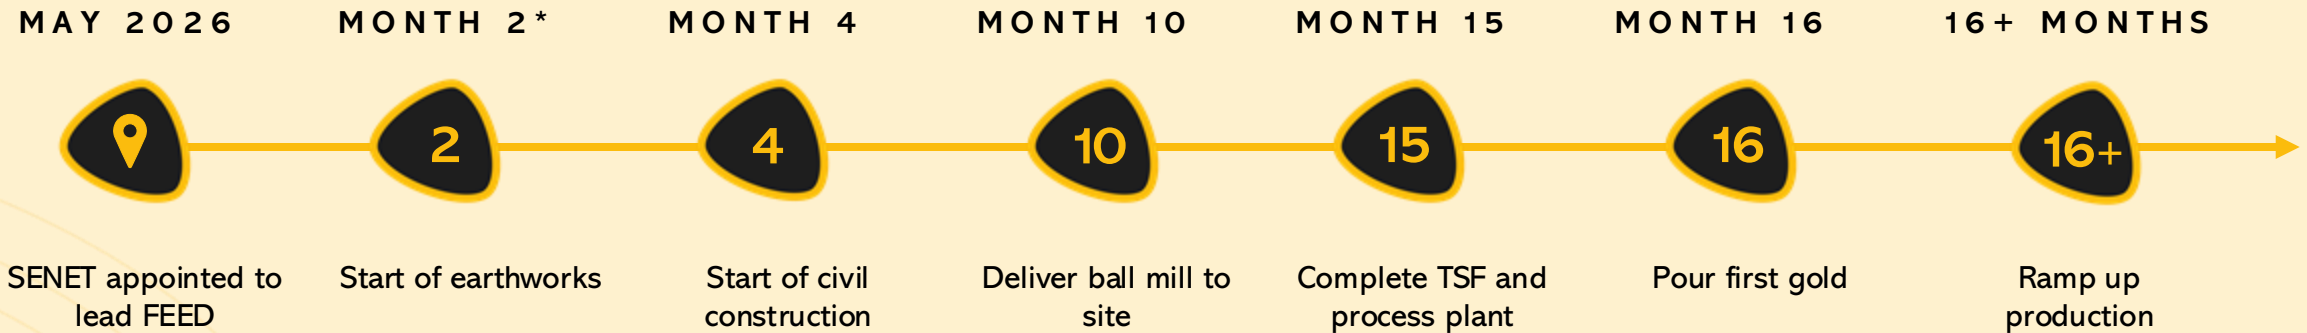 MAY 2026
MONTH 2*
MONTH 4
MONTH 10
MONTH 15
MONTH 16
16+ MONTHS
2
4
10
15
16
16+
SENET appointed to
lead FEED
Start of earthworks
Start of civil
construction
Deliver ball mill to
site
Complete TSF and
process plant
Pour first gold
Ramp up
production